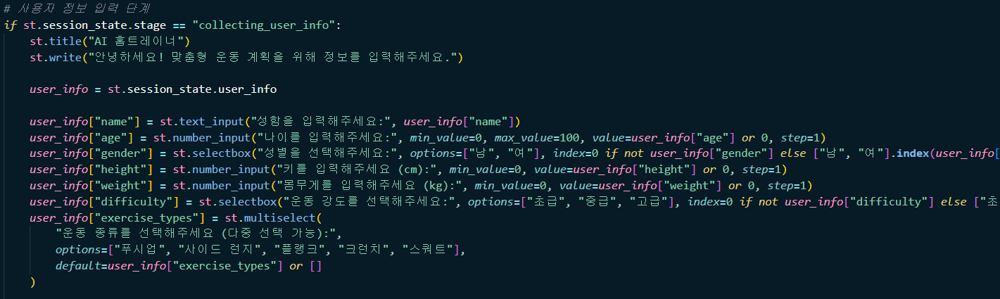 # 사용자 정보 입력 단계
if st.session_state.stage == "collecting_user_info":
st.title("AI 홈트레이너")
st.write("안녕하세요! 맞춤형 운동 계획을 위해 정보를 입력해주세요.")
user_info = st.session_state.user_info
user_info["name"] = st.text_input("성함을 입력해주세요:", user_info["name"])
user_info["age"] = st.number_input("나이를 입력해주세요:", min_value=0, max_value=100, value=user_info["age"] or 0, step=1)
user_info["gender"] = st.selectbox("성별을 선택해주세요:", options=["남", "여"], index=0 if not user_info["gender"] else ["남", "여"].index(user_info[
user_info["height"] = st.number_input("키를 입력해주세요 (cm):", min_value=0, value=user_info["height"] or 0, step=1)
user_info["weight"] = st.number_input("몸무게를 입력해주세요 (kg):", min_value=0, value=user_info["weight"] or 0, step=1)
user_info["difficulty"] = st.selectbox("운동 강도를 선택해주세요:", options=["초급", "중급", "고급"], index=0 if not user_info["difficulty"] else ["초
user_info["exercise_types"] = st.multiselect(
"운동 종류를 선택해주세요 (다중 선택 가능):",
options=["푸시업", "사이드 런지", "플랭크", "크런치", "스쿼트"],
default=user_info["exercise_types"] or []
)